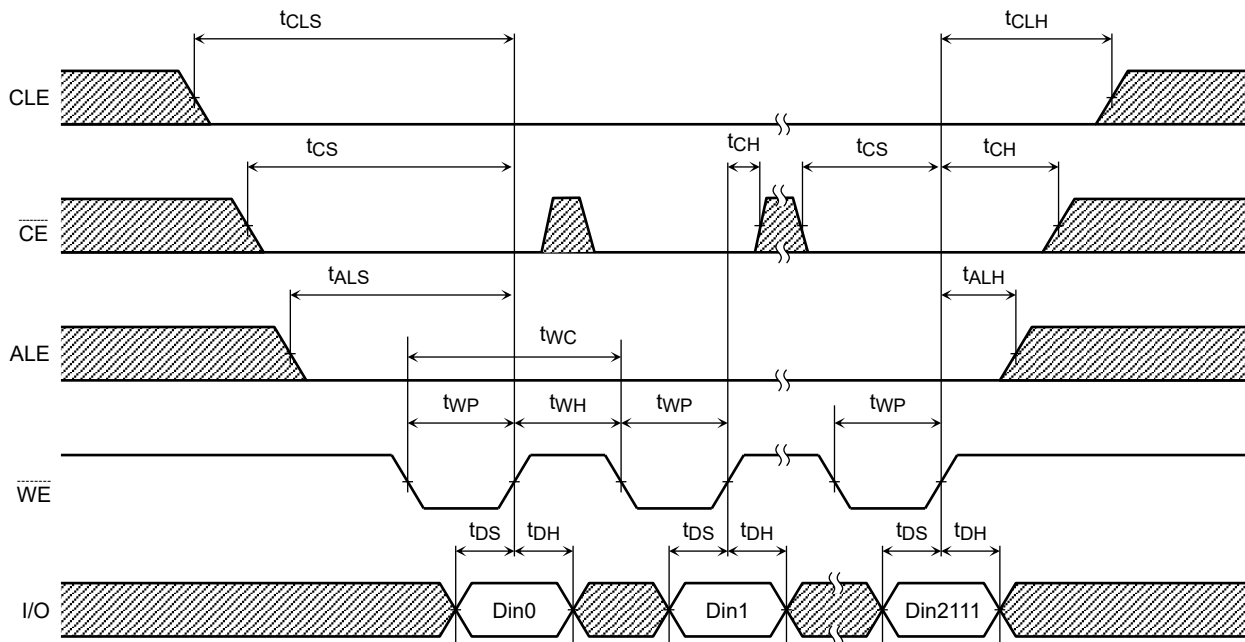 tCLS tCLH
CLE
tCS tCH tCS tCH
CE
tALS tALH
ALE
tWC
tWP tWH tWP tWP
WE
tDS tDH tDS tDH tDS tDH
I/O Din0 Din1 Din2111